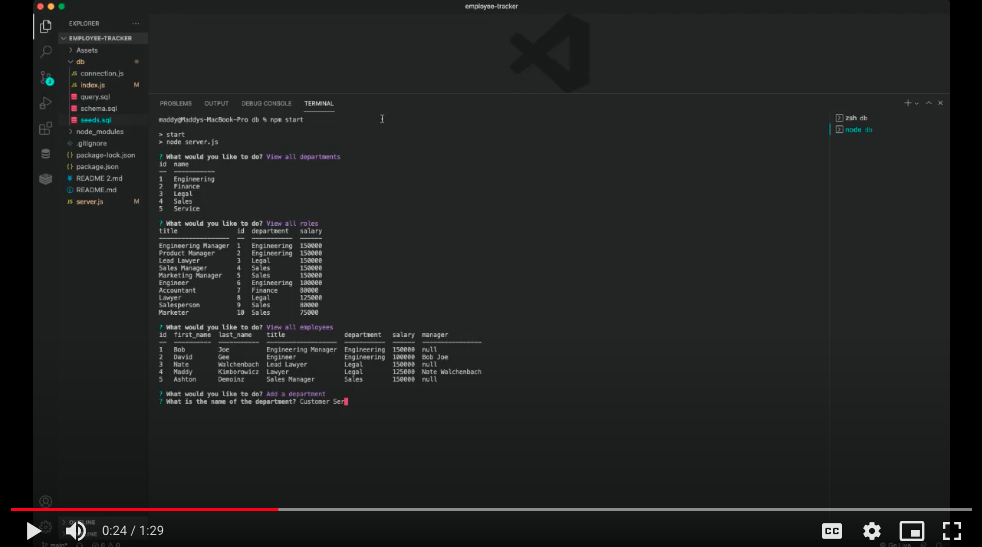 employee-tracker
EXPLORER
EMPLOYEE-TRACKER
Assets
db
JS connection.js
JS index.js M
query.sql
schema.sql
seeds.sql
node_modules
.gitignore
{} package-lock.json
{} package.json
README 2.md
README.md
JS server.js M
PROBLEMS OUTPUT DEBUG CONSOLE TERMINAL
zsh db
node db
maddy@Maddys-MacBook-Pro db % npm start
> start
> node server.js
? What would you like to do? View all departments
id name
-- -----------
1 Engineering
2 Finance
3 Legal
4 Sales
5 Service
? What would you like to do? View all roles
title id department salary
Engineering Manager 1 Engineering 150000
Product Manager 2 Engineering 150000
Lead Lawyer 3 Legal 150000
Sales Manager 4 Sales 150000
Marketing Manager 5 Sales 150000
Engineer 6 Engineering 100000
Accountant 7 Finance 80000
Lawyer 8 Legal 125000
Salesperson 9 Sales 80000
Marketer 10 Sales 75000
? What would you like to do? View all employees
id first_name last_name title department salary manager
1 Bob Joe Engineering Manager Engineering 150000 null
2 David Gee Engineer Engineering 100000 Bob Joe
3 Nate Walchenbach Lead Lawyer Legal 150000 null
4 Maddy Kimborowicz Lawyer Legal 125000 Nate Walchenbach
5 Ashton Demoinz Sales Manager Sales 150000 null
? What would you like to do? Add a department
? What is the name of the department? Customer Ser
0:24 / 1:29
CC
Go Live